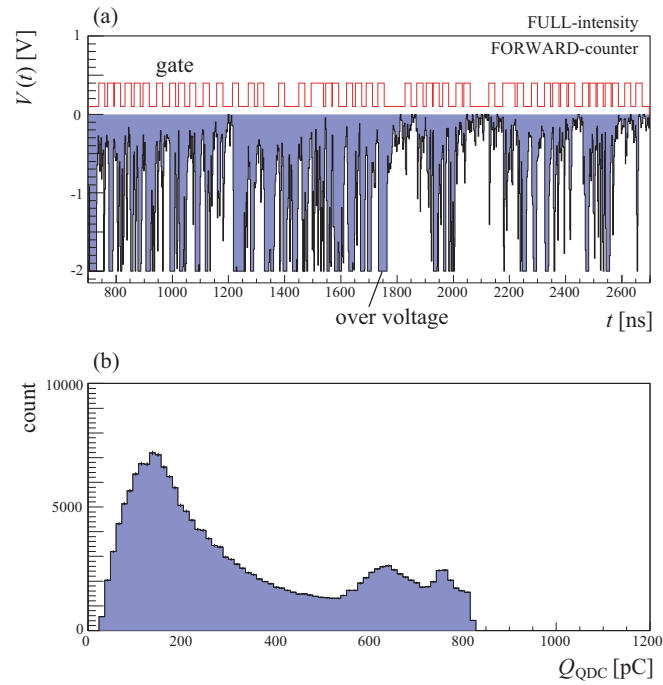 (a)
FULL-intensity
FORWARD-counter
gate
V(t) [V]
1
0
-1
-2
800 1000 1200 1400 1600 1800 2000 2200 2400 2600
over voltage
t [ns]
(b)
count
10000
5000
0
0 200 400 600 800 1000 1200
Q_QDC [pC]